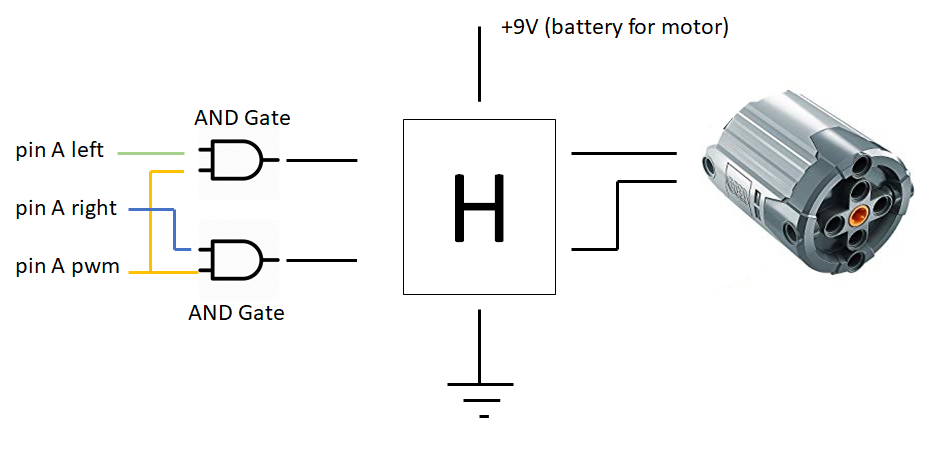 +9V (battery for motor)
AND Gate
pin A left
pin A right
H
pin A pwm
AND Gate